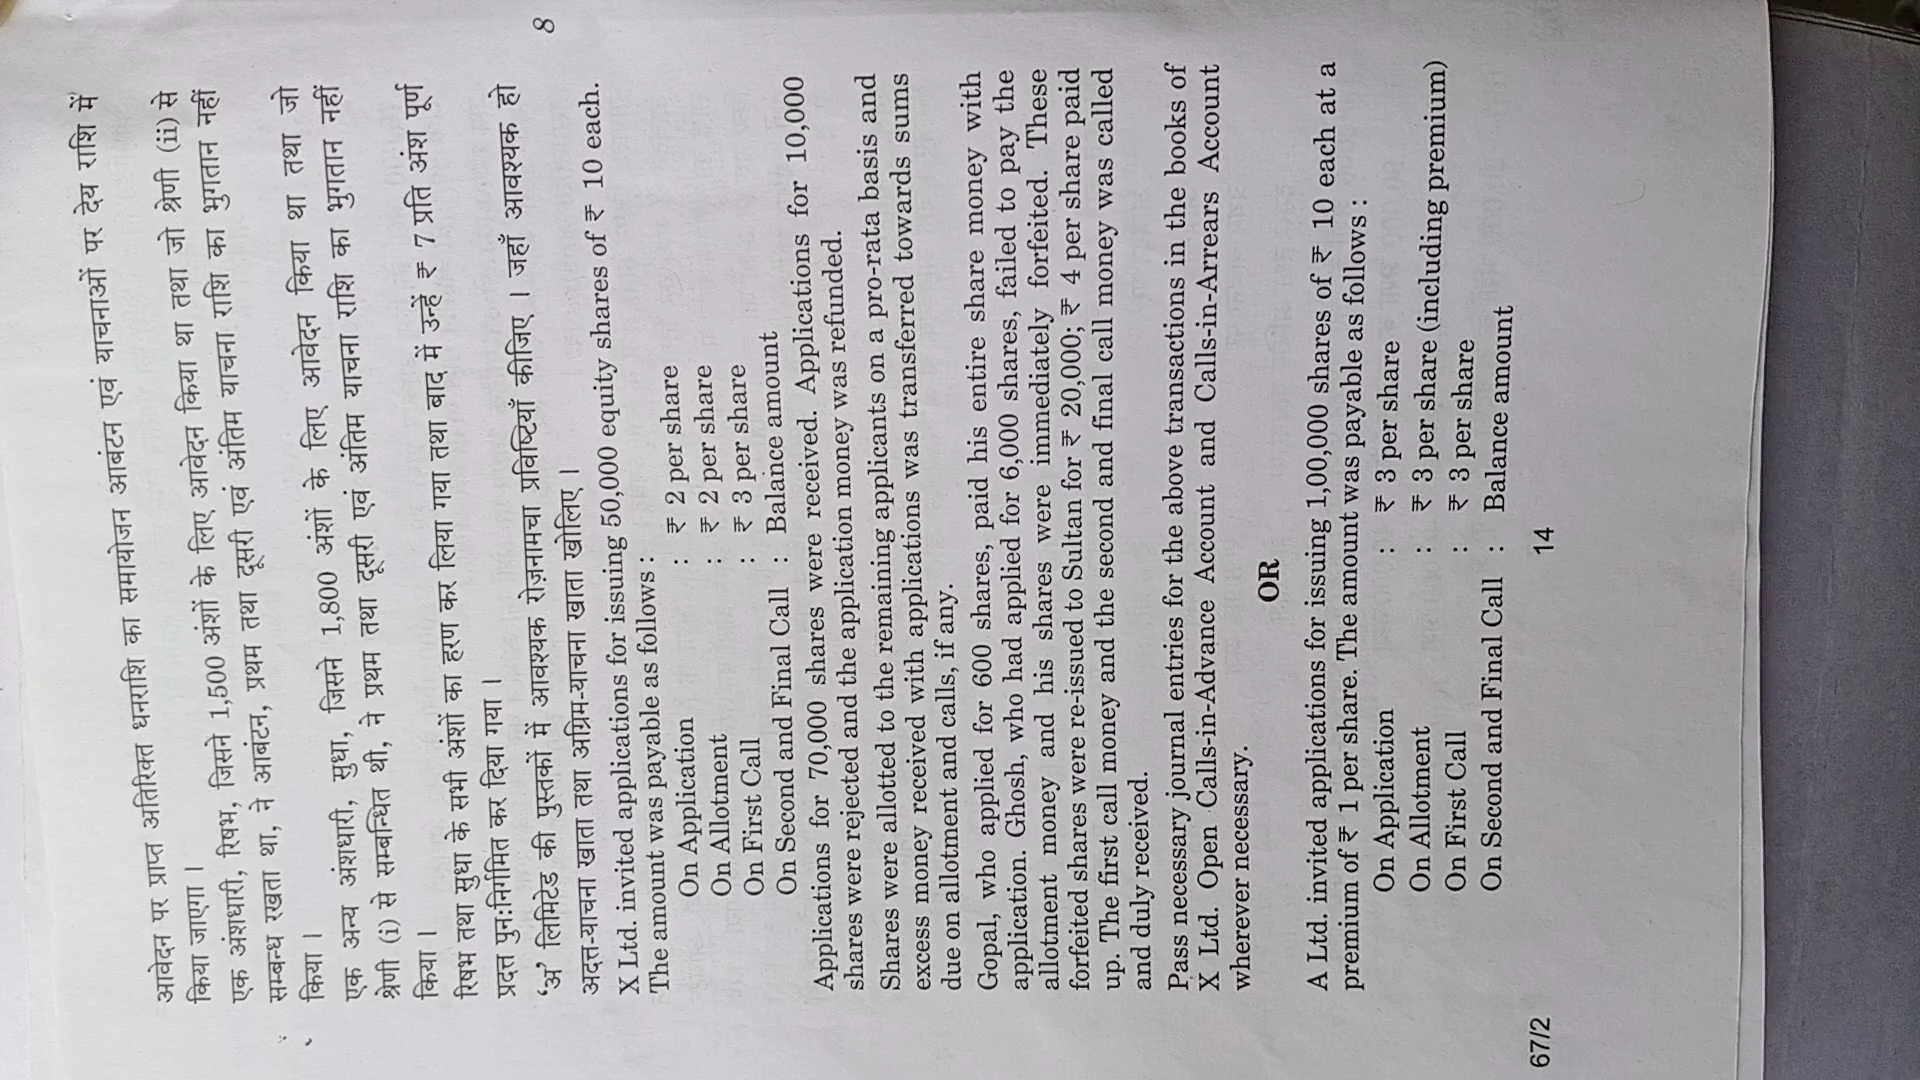 आवेदन पर प्राप्त अतिरिक्त धनराशि का समायोजन आबंटन एवं याचनाओं पर देय राशि में
किया जाएगा ।
एक अंशधारी, रिषभ, जिसने 1,500 अंशों के लिए आवेदन किया था तथा जो श्रेणी (ii) से
सम्बन्ध रखता था, ने आबंटन, प्रथम तथा दूसरी एवं अंतिम याचना राशि का भुगतान नहीं
किया ।
एक अन्य अंशधारी, सुधा, जिसने 1,800 अंशों के लिए आवेदन किया था तथा जो
श्रेणी (i) से सम्बन्धित थी, ने प्रथम तथा दूसरी एवं अंतिम याचना राशि का भुगतान नहीं
किया ।
रिषभ तथा सुधा के सभी अंशों का हरण कर लिया गया तथा बाद में उन्हें ₹ 7 प्रति अंश पूर्ण
प्रदत्त पुन:निर्गमित कर दिया गया ।
'अ' लिमिटेड की पुस्तकों में आवश्यक रोज़नामचा प्रविष्टियाँ कीजिए । जहाँ आवश्यक हो
अदत्त-याचना खाता तथा अग्रिम-याचना खाता खोलिए ।
8
X Ltd. invited applications for issuing 50,000 equity shares of ₹ 10 each.
The amount was payable as follows :
On Application : ₹ 2 per share
On Allotment : ₹ 2 per share
On First Call : ₹ 3 per share
On Second and Final Call : Balance amount
Applications for 70,000 shares were received. Applications for 10,000
shares were rejected and the application money was refunded.
Shares were allotted to the remaining applicants on a pro-rata basis and
excess money received with applications was transferred towards sums
due on allotment and calls, if any.
Gopal, who applied for 600 shares, paid his entire share money with
application. Ghosh, who had applied for 6,000 shares, failed to pay the
allotment money and his shares were immediately forfeited. These
forfeited shares were re-issued to Sultan for ₹ 20,000; ₹ 4 per share paid
up. The first call money and the second and final call money was called
and duly received.
Pass necessary journal entries for the above transactions in the books of
X Ltd. Open Calls-in-Advance Account and Calls-in-Arrears Account
wherever necessary.
OR
A Ltd. invited applications for issuing 1,00,000 shares of ₹ 10 each at a
premium of ₹ 1 per share. The amount was payable as follows :
On Application : ₹ 3 per share
On Allotment : ₹ 3 per share (including premium)
On First Call : ₹ 3 per share
On Second and Final Call : Balance amount
67/2 14